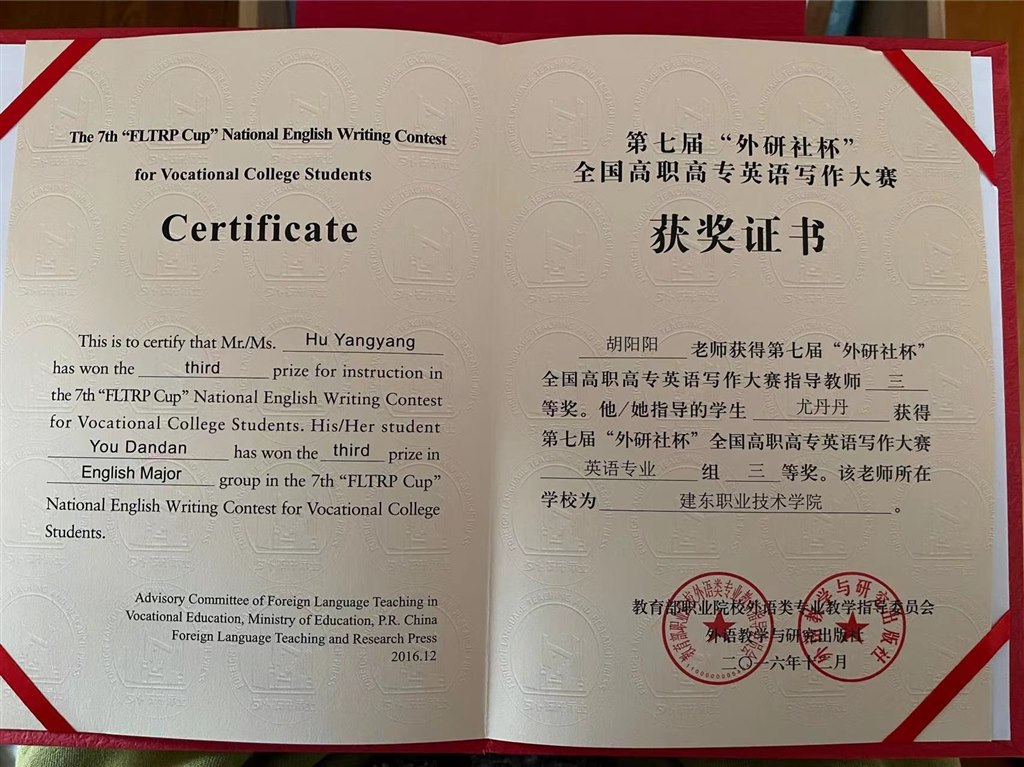 The 7th “FLTRP Cup” National English Writing Contest
for Vocational College Students
Certificate
This is to certify that Mr./Ms. Hu Yangyang
has won the third prize for instruction in
the 7th “FLTRP Cup” National English Writing Contest
for Vocational College Students. His/Her student
You Dandan has won the third prize in
English Major group in the 7th “FLTRP Cup”
National English Writing Contest for Vocational College
Students.
Advisory Committee of Foreign Language Teaching in
Vocational Education, Ministry of Education, P.R. China
Foreign Language Teaching and Research Press
2016.12
第七届“外研社杯”
全国高职高专英语写作大赛
获奖证书
胡阳阳 老师获得第七届“外研社杯”
全国高职高专英语写作大赛指导教师 三
等奖。他/她指导的学生 尤丹丹 获得
第七届“外研社杯”全国高职高专英语写作大赛
英语专业 组 三 等奖。该老师所在
学校为 建东职业技术学院 。
教育部职业院校外语类专业教学指导委员会
外语教学与研究出版社
二〇一六年十二月
外语教学与研究出版社